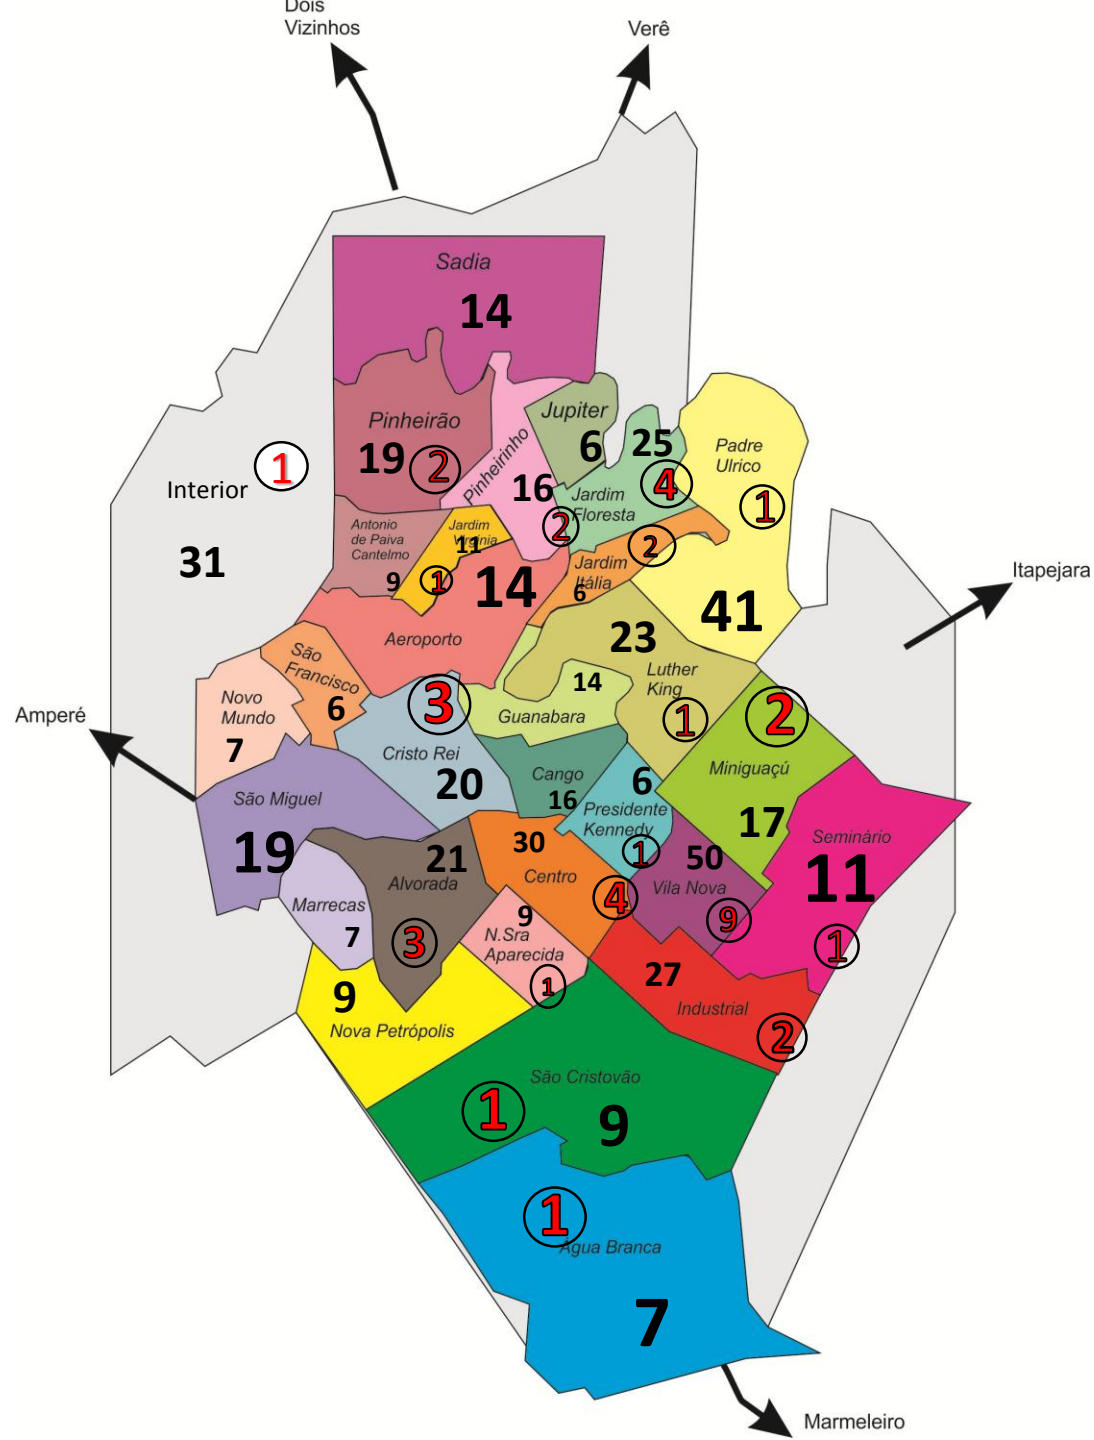 Dois
Vizinhos
Verê
Sadia
14
Pinheirão
19
2
Pinheirinho
16
2
Jupiter
6
25
4
Jardim
Floresta
Padre
Ulrico
1
41
Interior
1
31
Antonio
de Paiva
Cantelmo
9
Jardim
Virginia
11
1
14
Aeroporto
2
Jardim
Itália
6
Itapejara
23
Luther
King
1
14
Guanabara
São
Francisco
6
Novo
Mundo
7
Amperé
3
Cristo Rei
20
2
Miniguaçú
17
Cango
16
6
Presidente
Kennedy
1
São Miguel
19
Seminário
11
1
21
Alvorada
3
30
Centro
4
50
Vila Nova
9
Marrecas
7
9
N.Sra
Aparecida
1
27
Industrial
2
9
Nova Petrópolis
São Cristovão
1
9
1
Água Branca
7
Marmeleiro